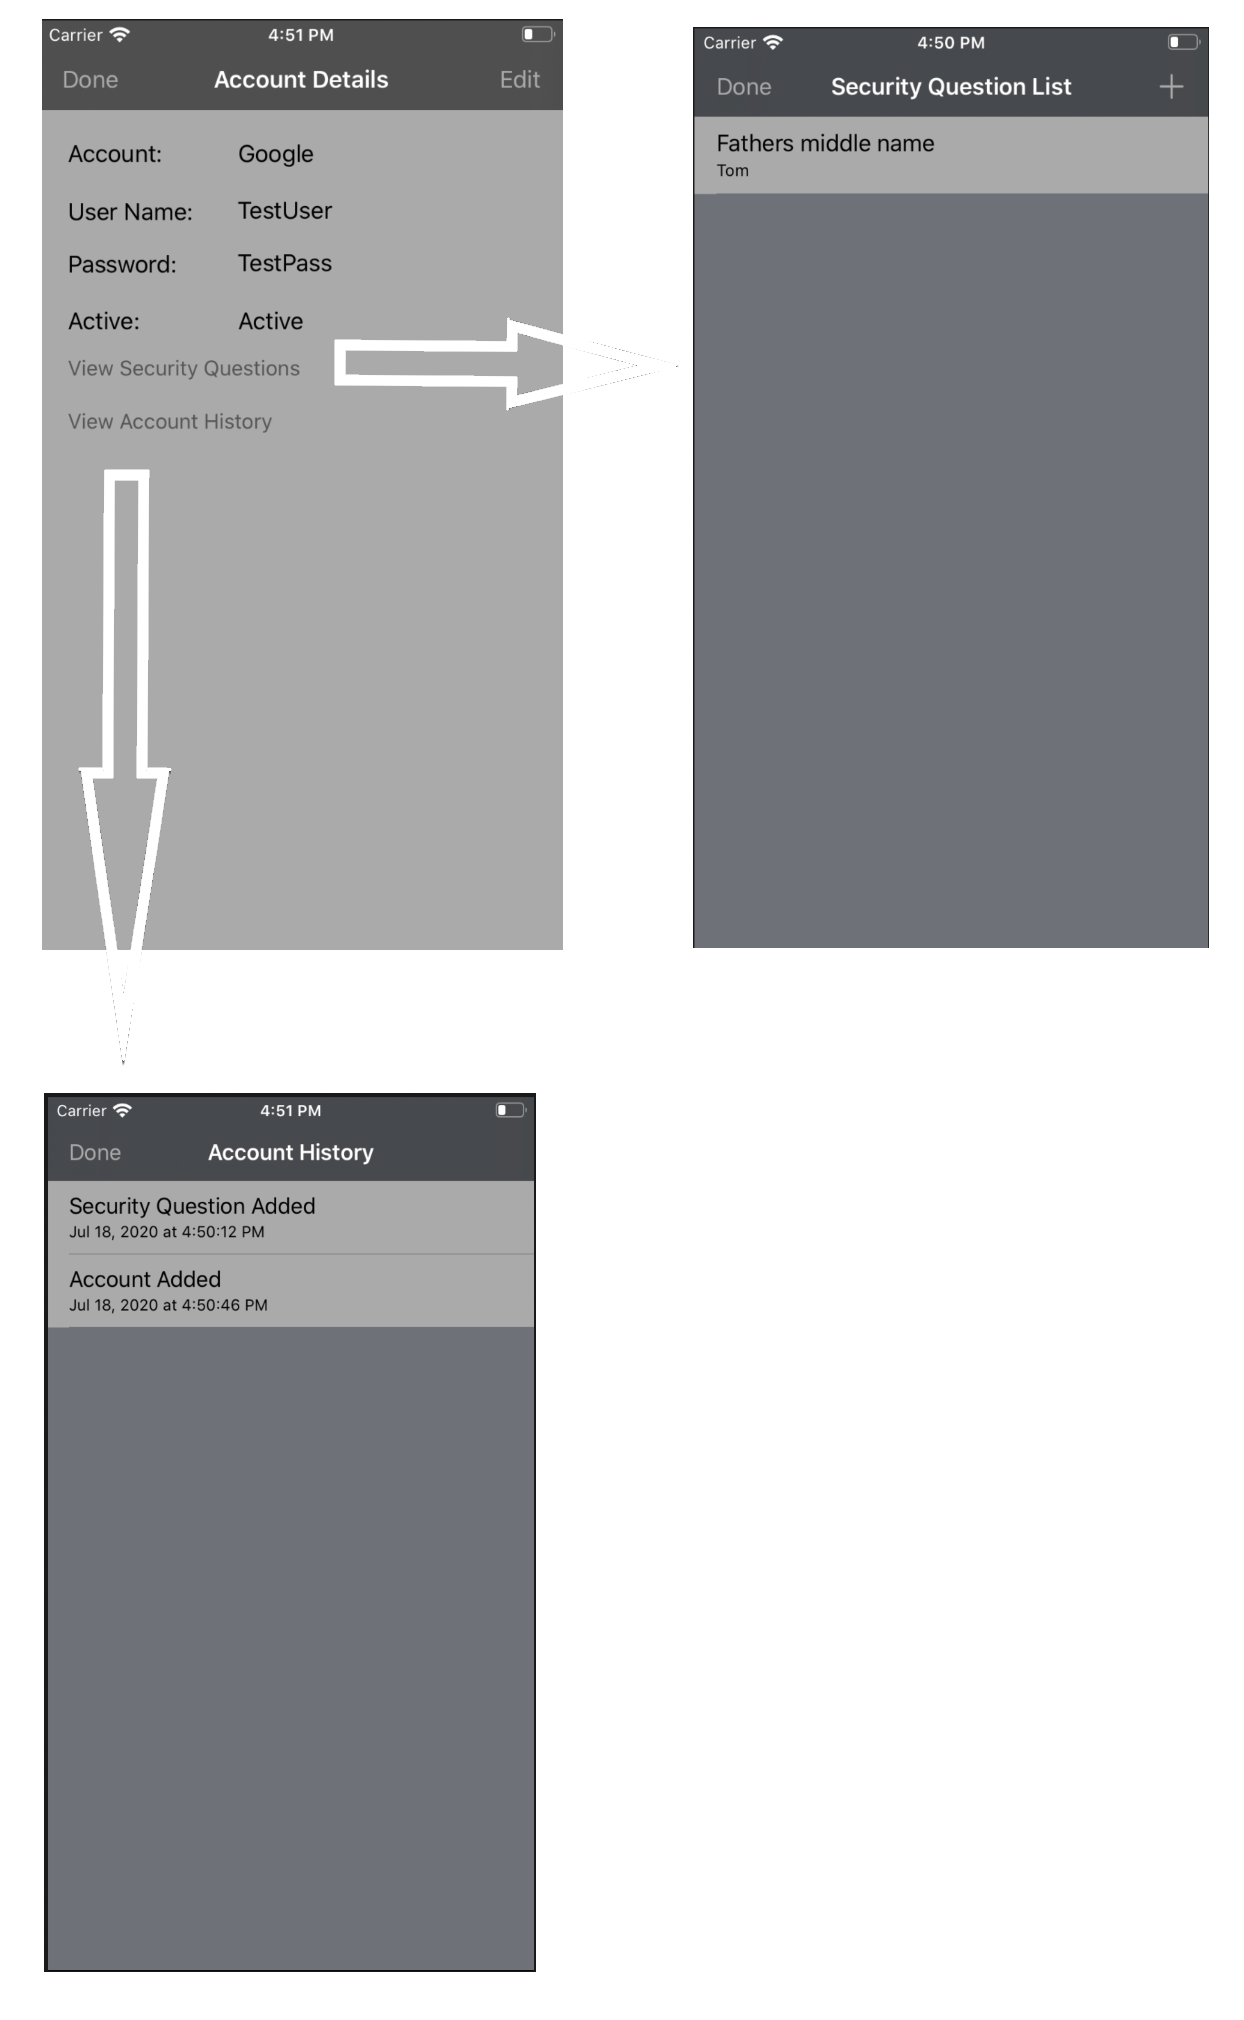 Carrier 4:51 PM
Done Account Details Edit
Account: Google
User Name: TestUser
Password: TestPass
Active: Active
View Security Questions
View Account History
Carrier 4:50 PM
Done Security Question List +
Fathers middle name
Tom
Carrier 4:51 PM
Done Account History
Security Question Added
Jul 18, 2020 at 4:50:12 PM
Account Added
Jul 18, 2020 at 4:50:46 PM